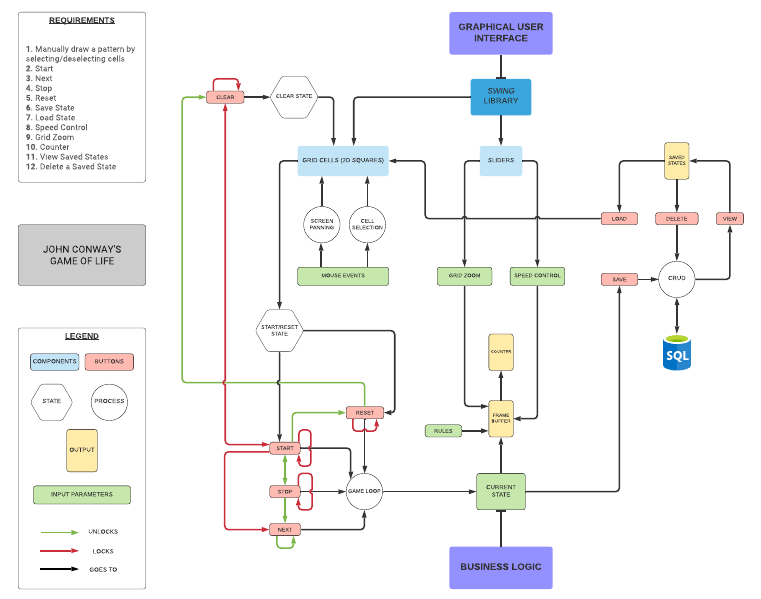 REQUIREMENTS
1. Manually draw a pattern by
selecting/deselecting cells
2. Start
3. Next
4. Stop
5. Reset
6. Save State
7. Load State
8. Speed Control
9. Grid Zoom
10. Counter
11. View Saved States
12. Delete a Saved State
JOHN CONWAY'S
GAME OF LIFE
LEGEND
COMPONENTS
BUTTONS
STATE
PROCESS
OUTPUT
INPUT PARAMETERS
UNLOCKS
LOCKS
GOES TO
GRAPHICAL USER
INTERFACE
SWING
LIBRARY
CLEAR
CLEAR STATE
GRID CELLS (2D SQUARES)
SLIDERS
SAVED
STATES
SCREEN
PANNING
CELL
SELECTION
LOAD
DELETE
VIEW
MOUSE EVENTS
GRID ZOOM
SPEED CONTROL
SAVE
CRUD
START/RESET
STATE
COUNTER
SQL
RESET
FRAME
BUFFER
RULES
START
STOP
GAME LOOP
CURRENT
STATE
NEXT
BUSINESS LOGIC